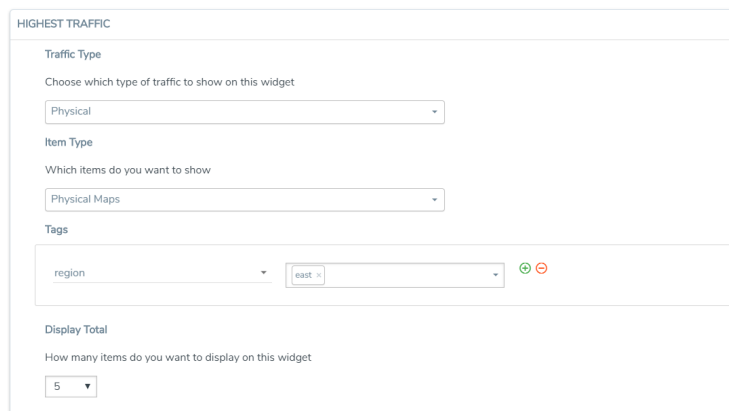 HIGHEST TRAFFIC
Traffic Type
Choose which type of traffic to show on this widget
Physical
Item Type
Which items do you want to show
Physical Maps
Tags
region
east ×
Display Total
How many items do you want to display on this widget
5